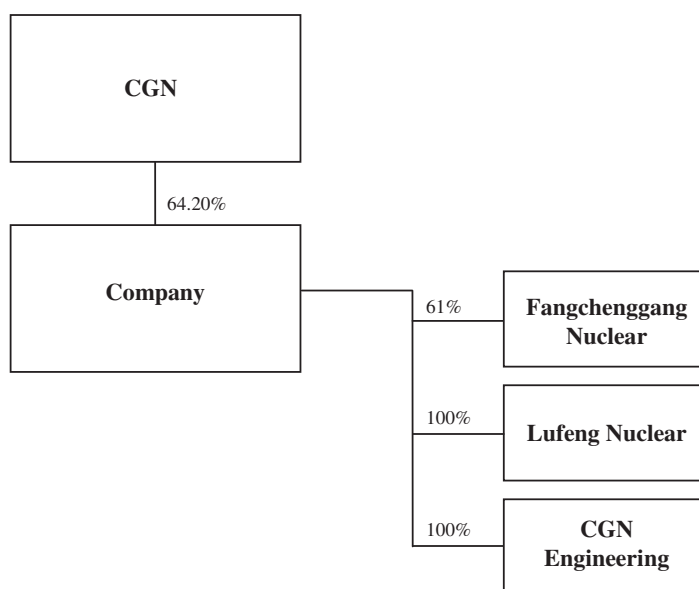 CGN
64.20%
Company
61%
Fangchenggang
Nuclear
100%
Lufeng Nuclear
100%
CGN
Engineering